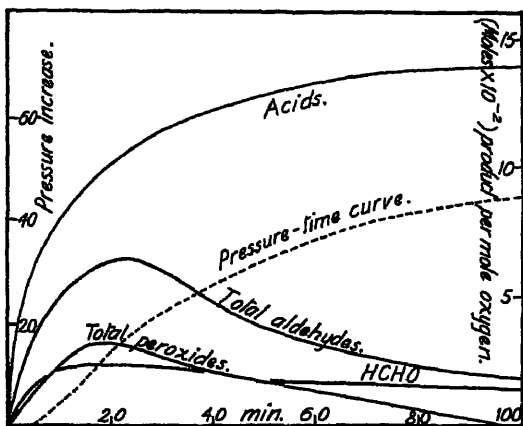 Pressure Increase.
60
40
20
Acids.
Pressure-time curve.
Total aldehydes.
Total peroxides.
HCHO
15
10
5
(Moles×10⁻²) product per mole oxygen.
2,0
4,0
min.
6,0
8,0
100